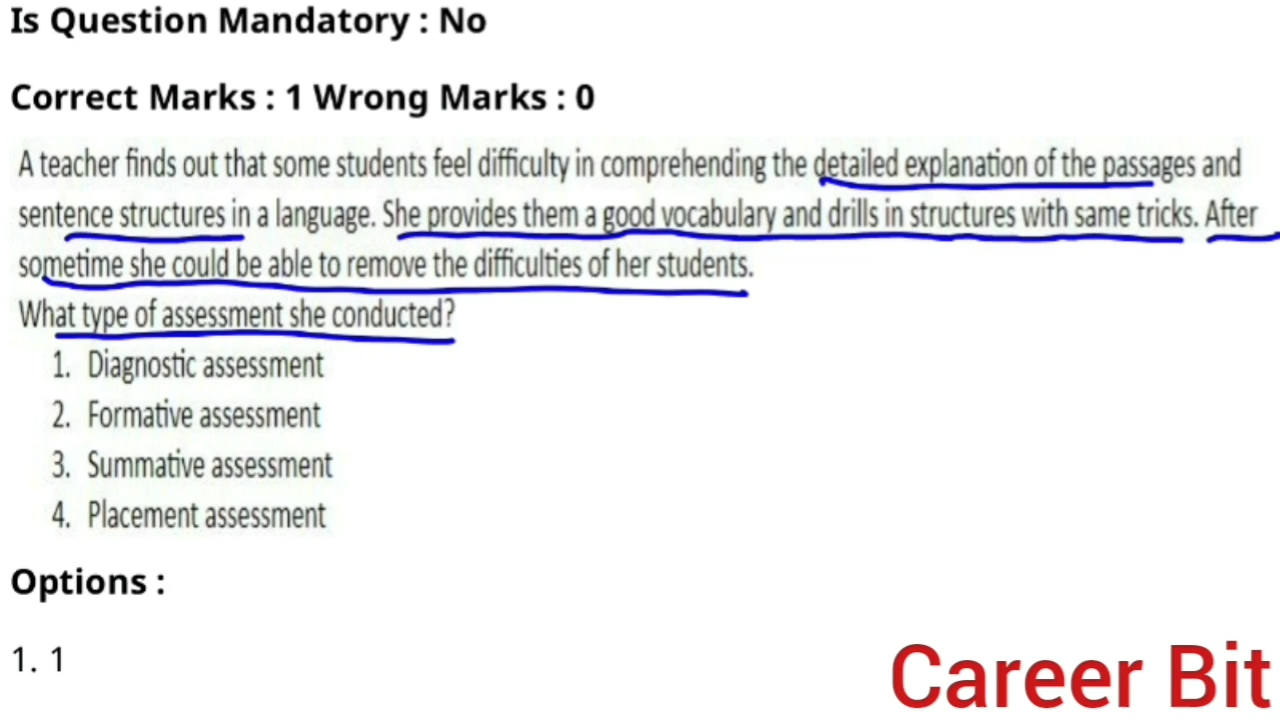 Is Question Mandatory : No
Correct Marks : 1 Wrong Marks : 0
A teacher finds out that some students feel difficulty in comprehending the detailed explanation of the passages and
sentence structures in a language. She provides them a good vocabulary and drills in structures with same tricks. After
sometime she could be able to remove the difficulties of her students.
What type of assessment she conducted?
1. Diagnostic assessment
2. Formative assessment
3. Summative assessment
4. Placement assessment
Options :
1. 1
Career Bit